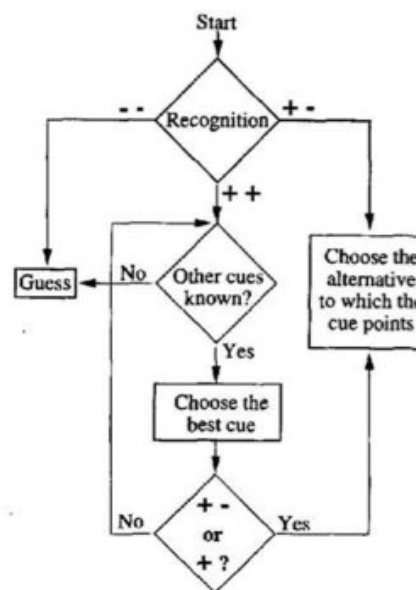 Start
- -
Recognition
+ -
+ +
Guess
No
Other cues
known?
Choose the
alternative
to which the
cue points
Yes
Choose the
best cue
No
+ -
or
+ ?
Yes